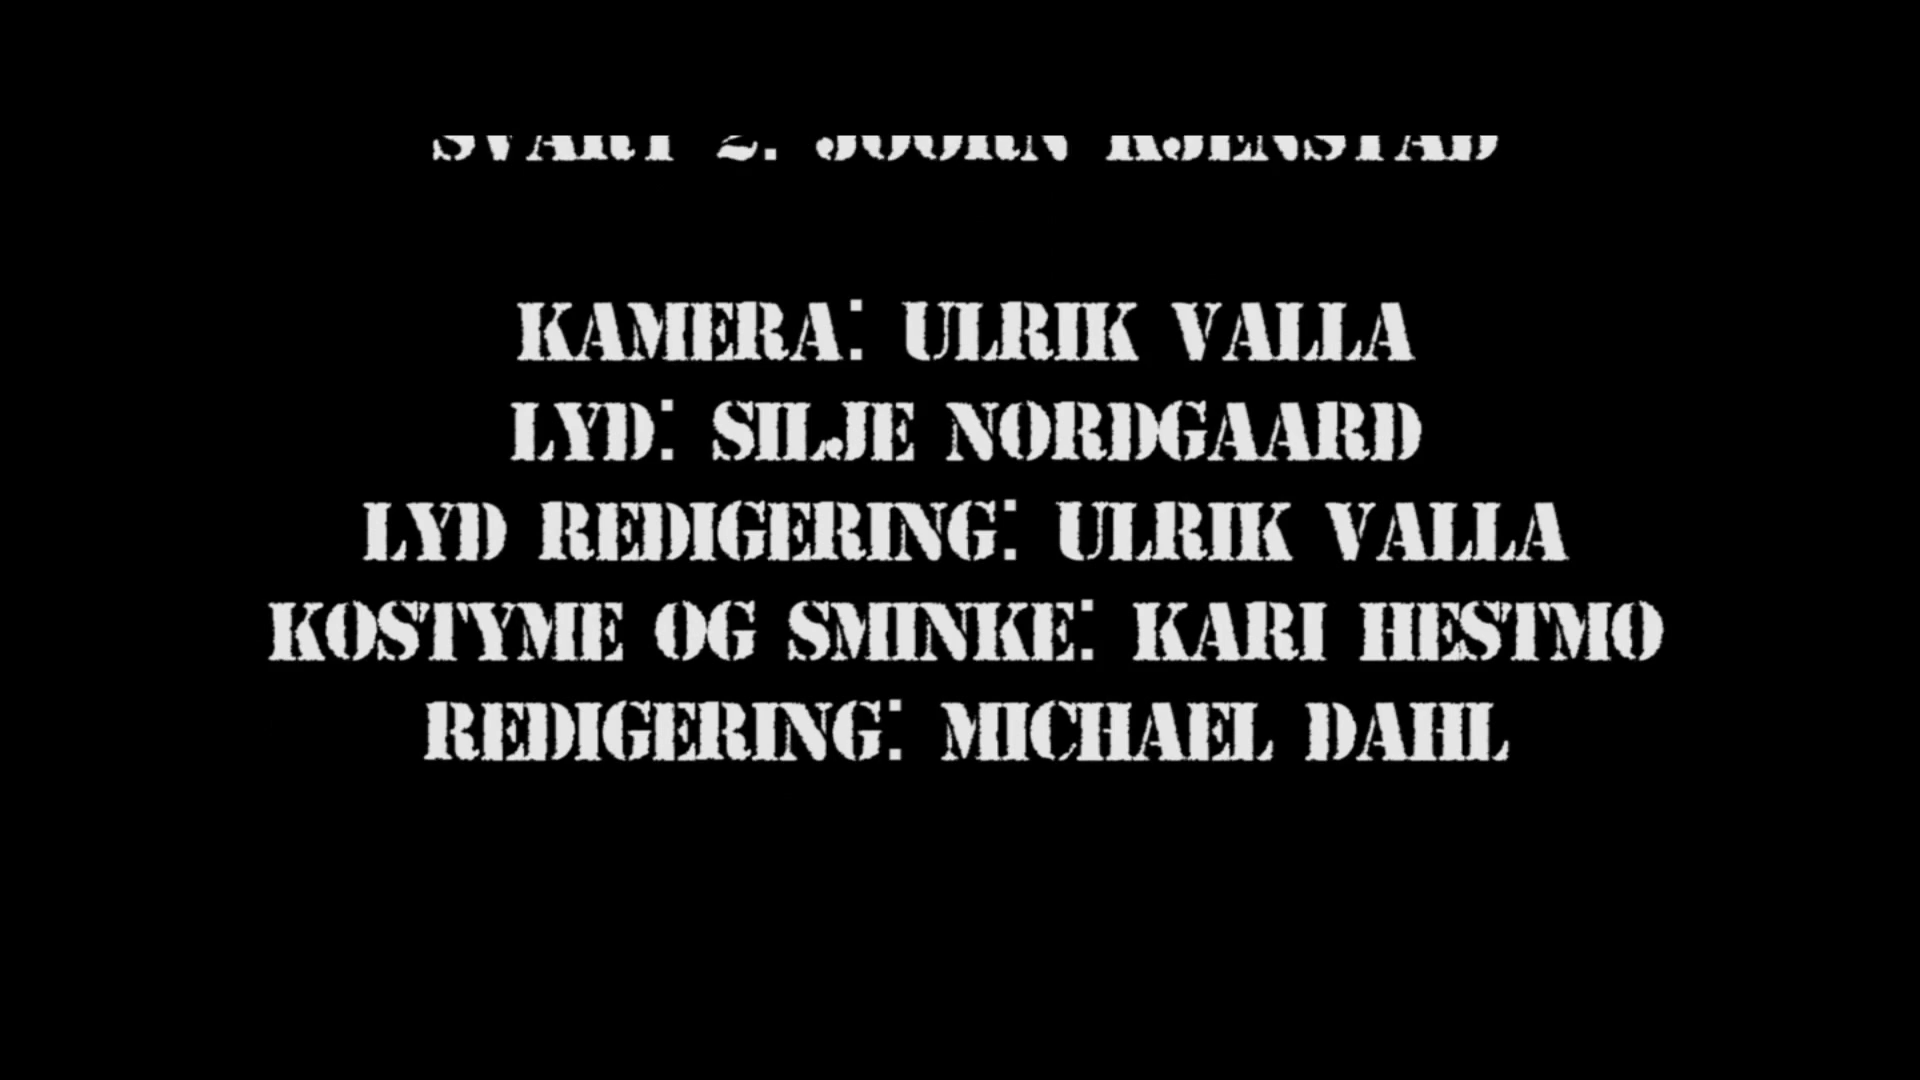 KAMERA: ULRIK VALLA
LYD: SILJE NORDGAARD
LYD REDIGERING: ULRIK VALLA
KOSTYME OG SMINKE: KARI HESTMO
REDIGERING: MICHAEL DAHL